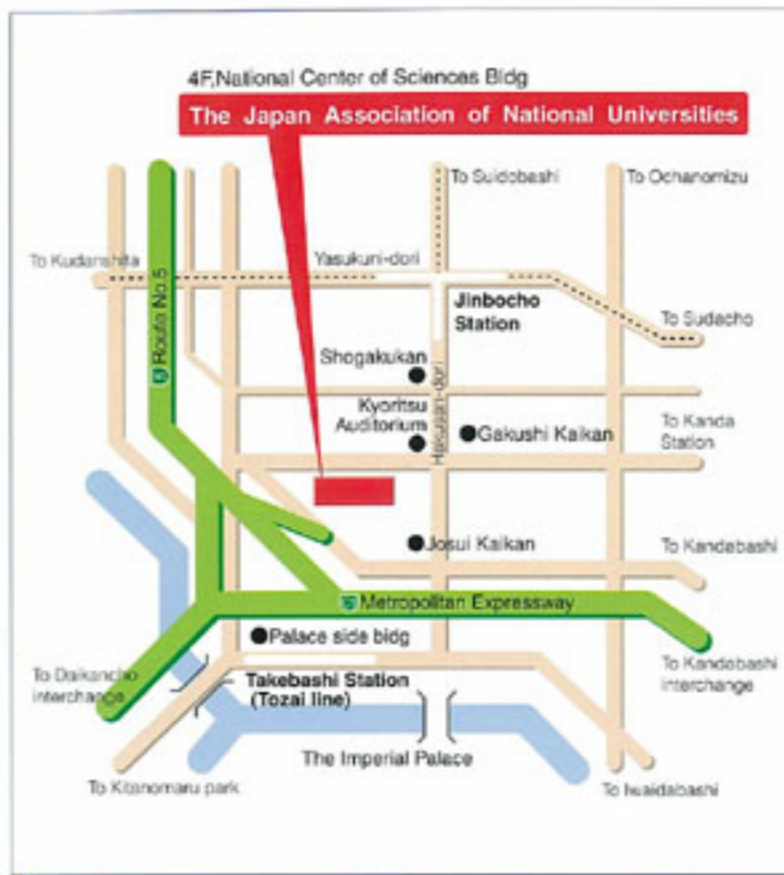 4F,National Center of Sciences Bldg
The Japan Association of National Universities
To Suidobashi
To Ochanomizu
To Kudanshita
Yasukuni-dori
Jinbocho
Station
To Sudacho
Route No.5
5
Shogakukan
Hakusan-dori
Kyoritsu
Auditorium
Gakushi Kaikan
To Kanda
Station
Josui Kaikan
To Kandabashi
Metropolitan Expressway
Palace side bldg
To Daikancho
interchange
Takebashi Station
(Tozai line)
To Kandabashi
Interchange
The Imperial Palace
To Kitanomaru park
To Iwaidabashi